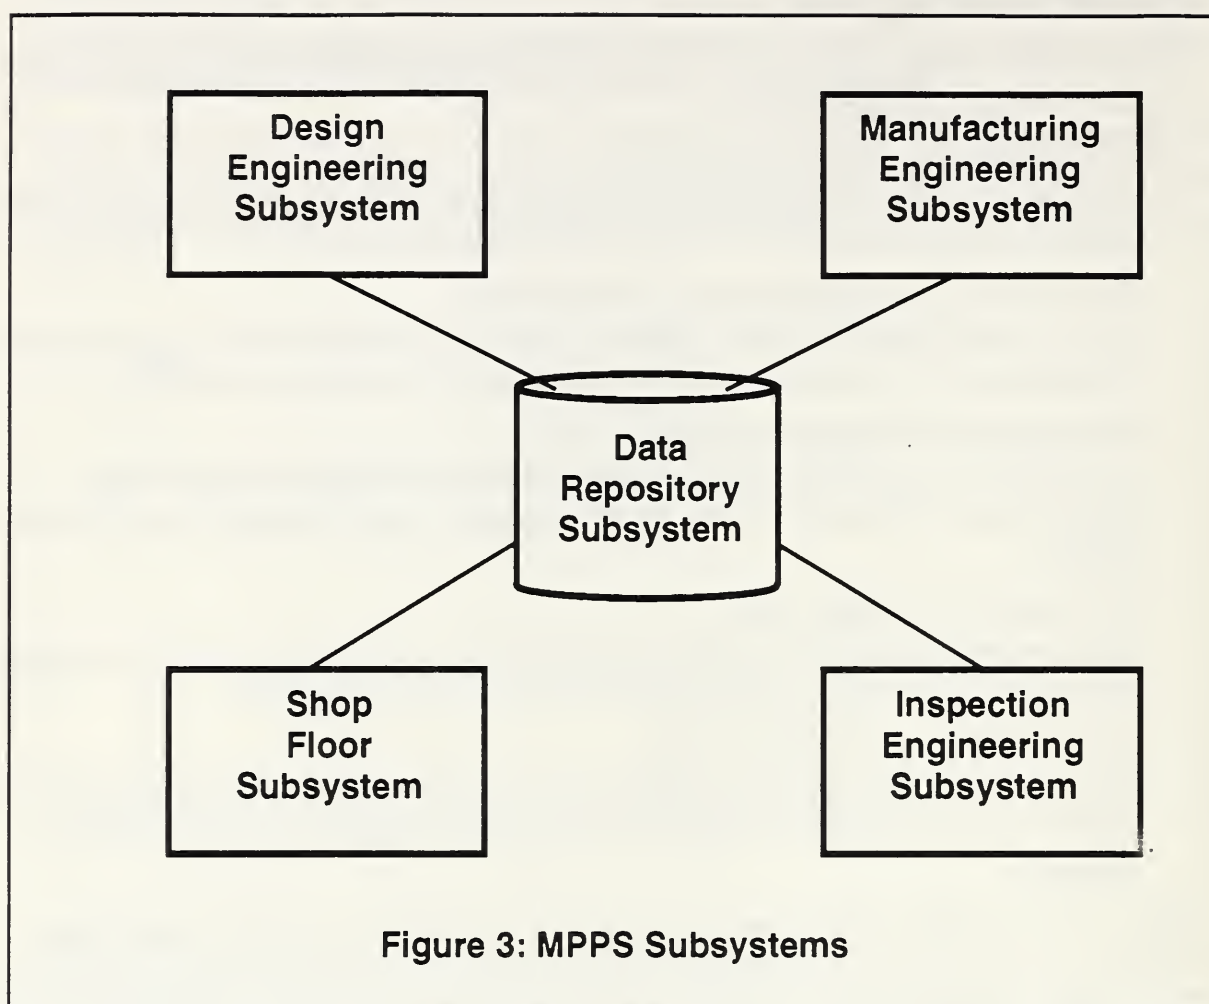 Design
Engineering
Subsystem
Manufacturing
Engineering
Subsystem
Data
Repository
Subsystem
Shop
Floor
Subsystem
Inspection
Engineering
Subsystem
Figure 3: MPPS Subsystems